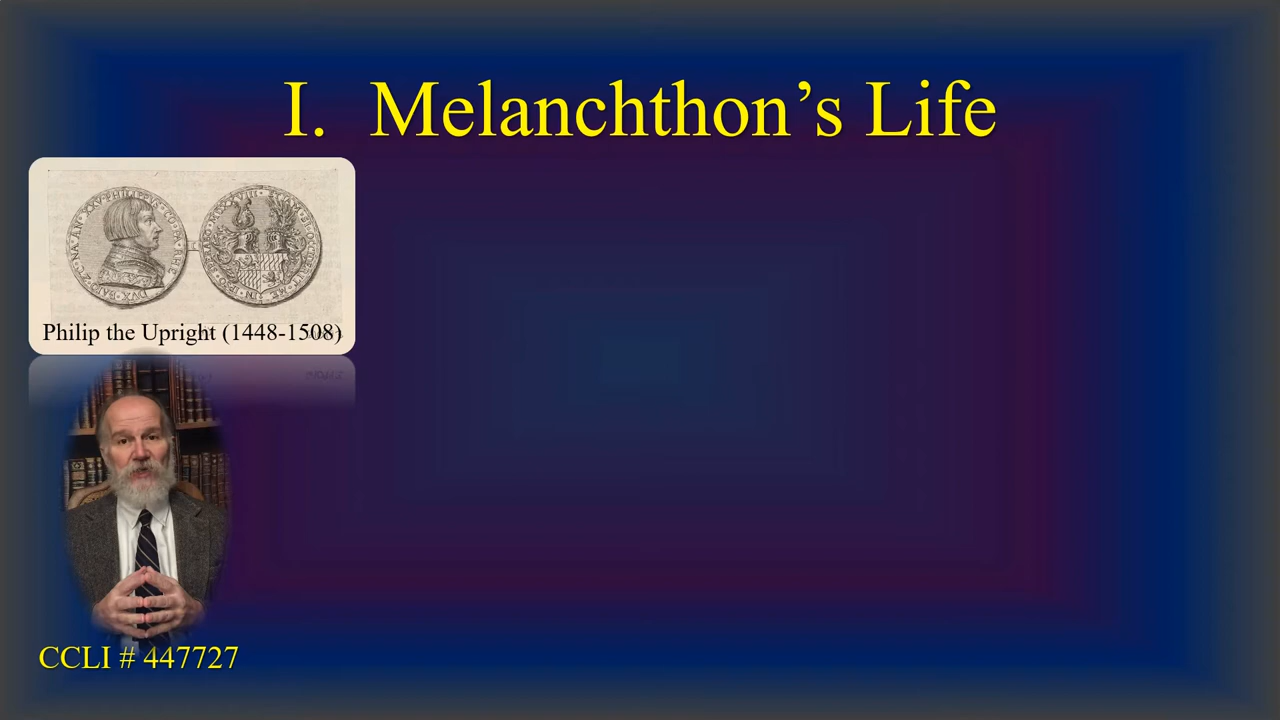 I. Melanchthon’s Life
Philip the Upright (1448-1508)
CCLI # 447727